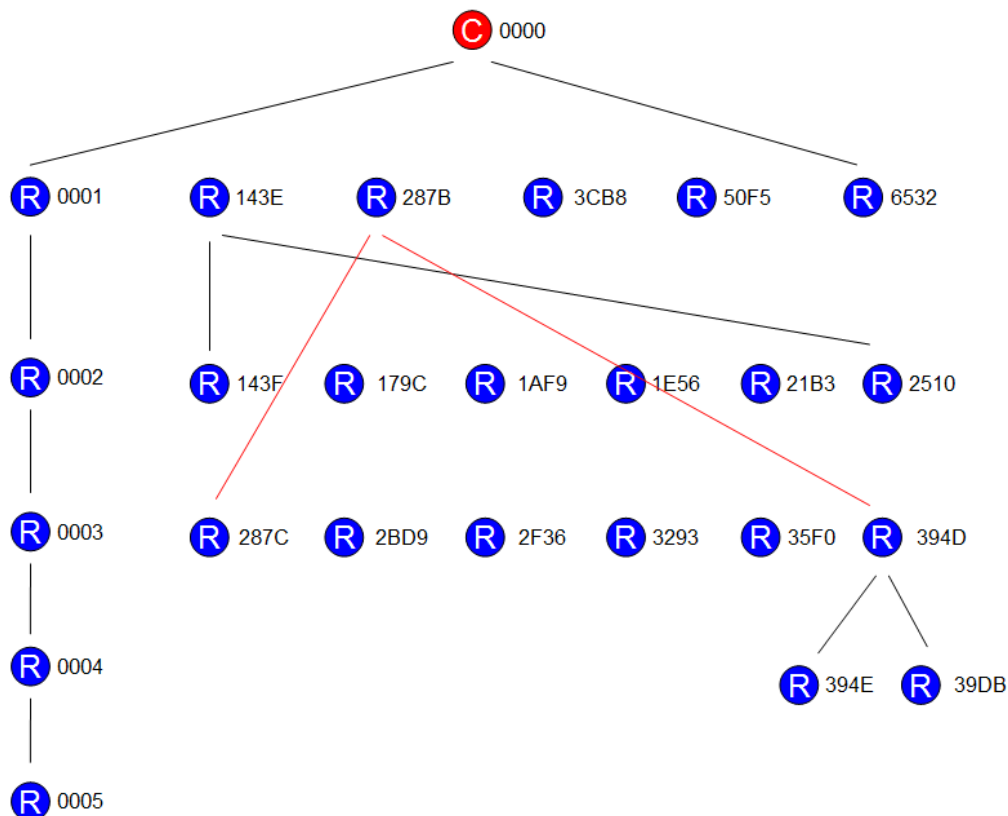 C 0000
R 0001 R 143E R 287B R 3CB8 R 50F5 R 6532
R 0002 R 143F R 179C R 1AF9 R 1E56 R 21B3 R 2510
R 0003 R 287C R 2BD9 R 2F36 R 3293 R 35F0 R 394D
R 0004 R 394E R 39DB
R 0005